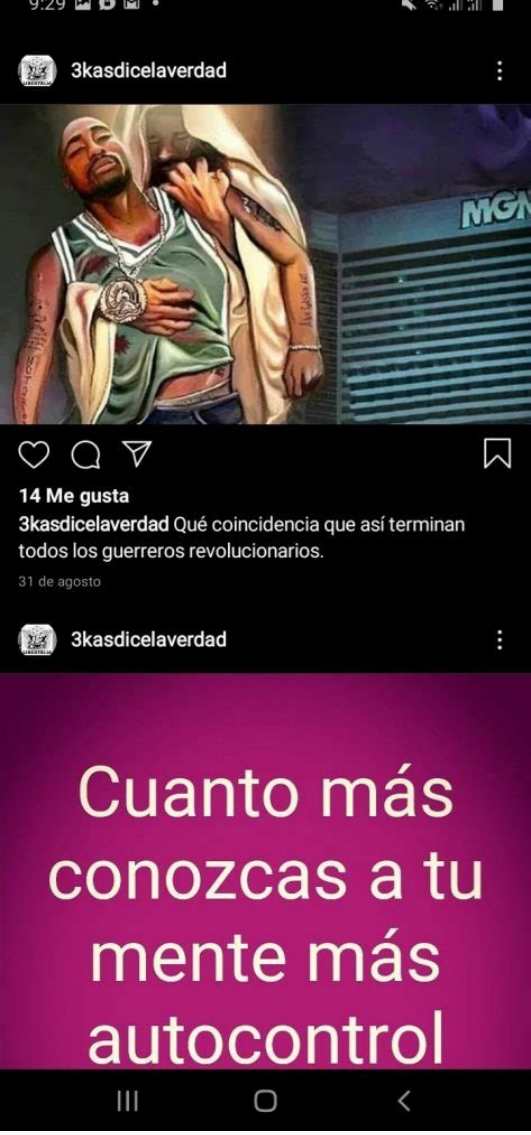 9:29
3kasdicelaverdad
MGM
14 Me gusta
3kasdicelaverdad Qué coincidencia que así terminan
todos los guerreros revolucionarios.
31 de agosto
3kasdicelaverdad
Cuanto más
conozcas a tu
mente más
autocontrol